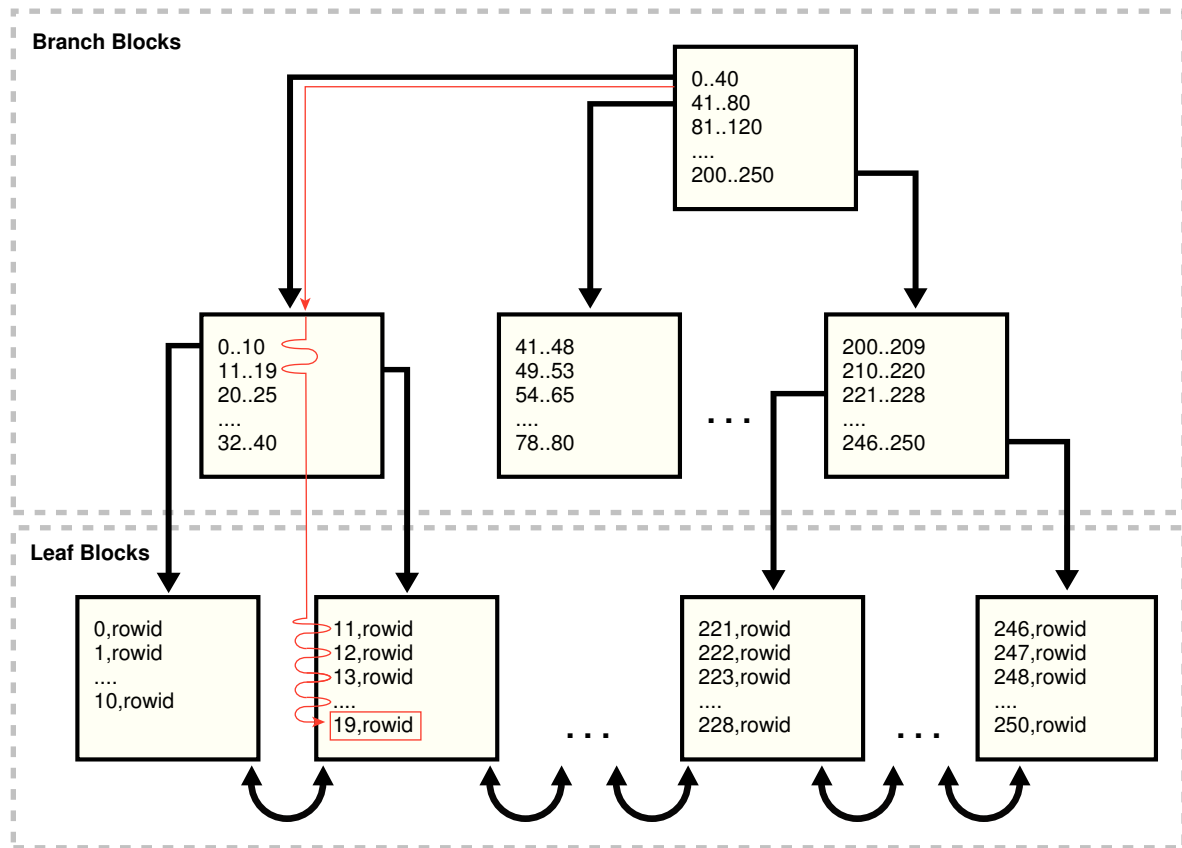 Branch Blocks
0..40
41..80
81..120
....
200..250
0..10
11..19
20..25
....
32..40
41..48
49..53
54..65
....
78..80
...
200..209
210..220
221..228
....
246..250
Leaf Blocks
0,rowid
1,rowid
....
10,rowid
11,rowid
12,rowid
13,rowid
....
19,rowid
...
221,rowid
222,rowid
223,rowid
....
228,rowid
...
246,rowid
247,rowid
248,rowid
....
250,rowid